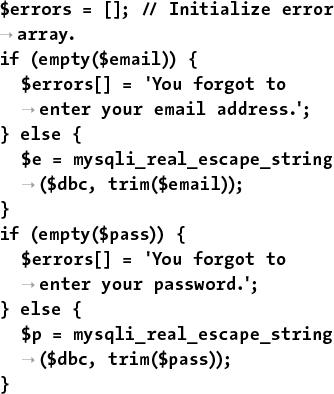 $errors = []; // Initialize error
→ array.
if (empty($email)) {
$errors[] = 'You forgot to
→ enter your email address.';
} else {
$e = mysqli_real_escape_string
→ ($dbc, trim($email));
}
if (empty($pass)) {
$errors[] = 'You forgot to
→ enter your password.';
} else {
$p = mysqli_real_escape_string
→ ($dbc, trim($pass));
}